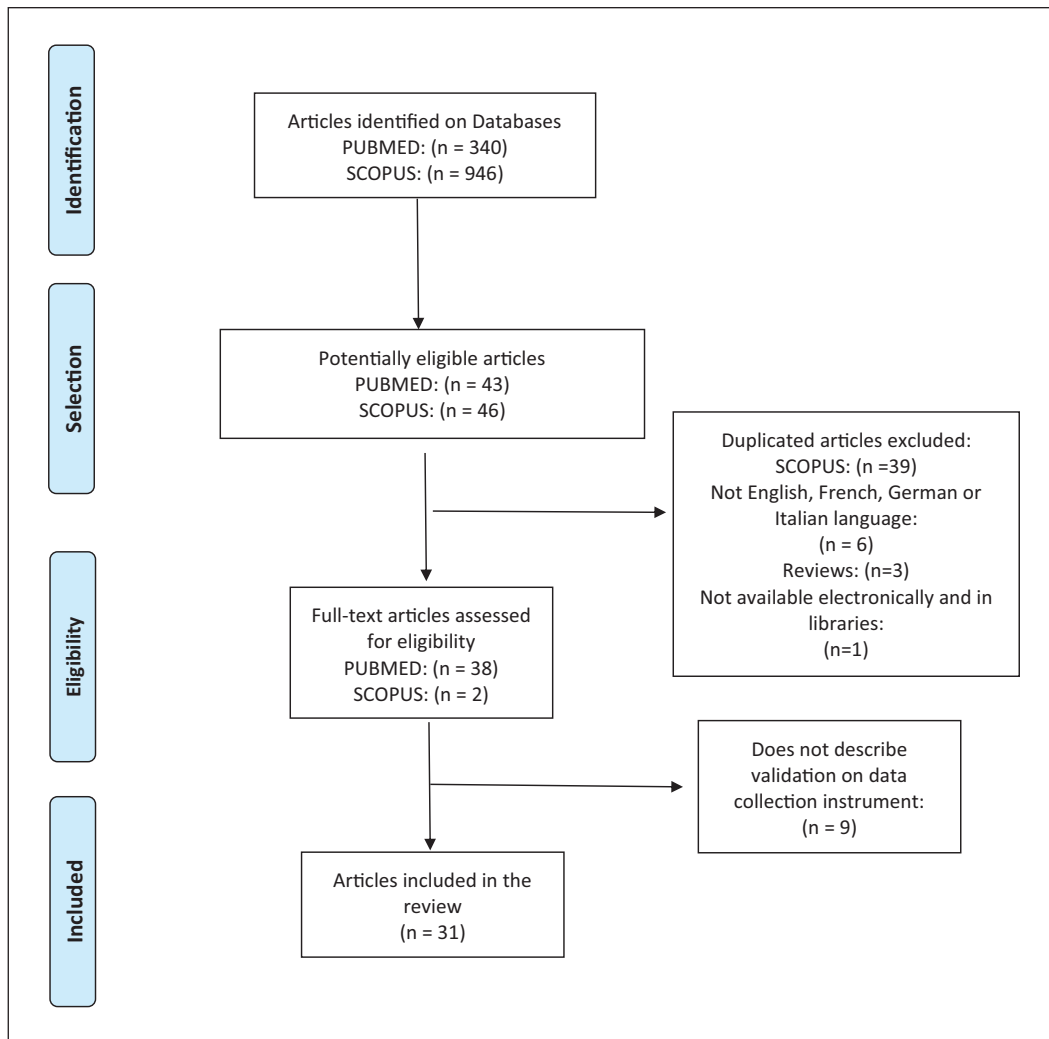 Identification
Articles identified on Databases
PUBMED: (n = 340)
SCOPUS: (n = 946)
Selection
Potentially eligible articles
PUBMED: (n = 43)
SCOPUS: (n = 46)
Duplicated articles excluded:
SCOPUS: (n =39)
Not English, French, German or
Italian language:
(n = 6)
Reviews: (n=3)
Not available electronically and in
libraries:
(n=1)
Eligibility
Full-text articles assessed
for eligibility
PUBMED: (n = 38)
SCOPUS: (n = 2)
Does not describe
validation on data
collection instrument:
(n = 9)
Included
Articles included in the
review
(n = 31)